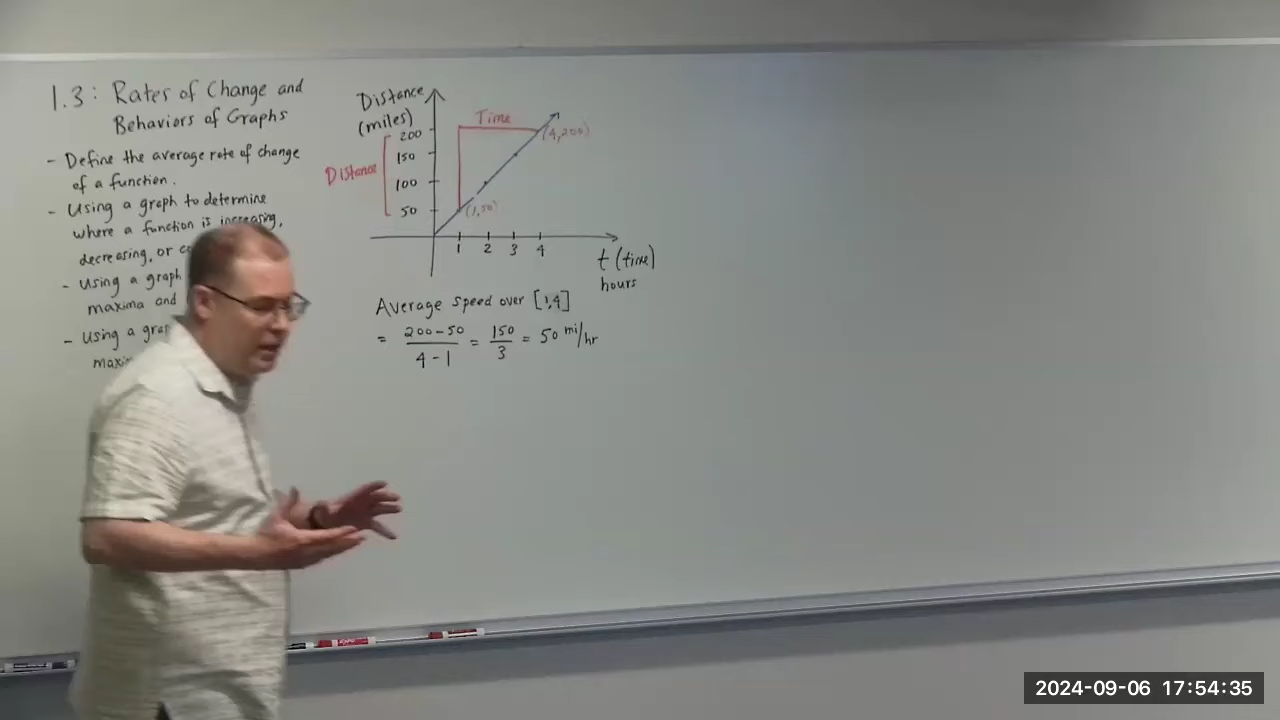 1.3: Rates of Change and
Behaviors of Graphs
- Define the average rate of change
of a function.
- Using a graph to determine
where a function is increasing,
decreasing, or
- Using a graph
maxima and
- Using a
Distance
(miles)
200
150
100
50
Distance
Time
(4,200)
(1,50)
1 2 3 4
t (time)
hours
Average speed over [1,4]
= 200-50 / 4-1 = 150 / 3 = 50 mi/hr
2024-09-06 17:54:35